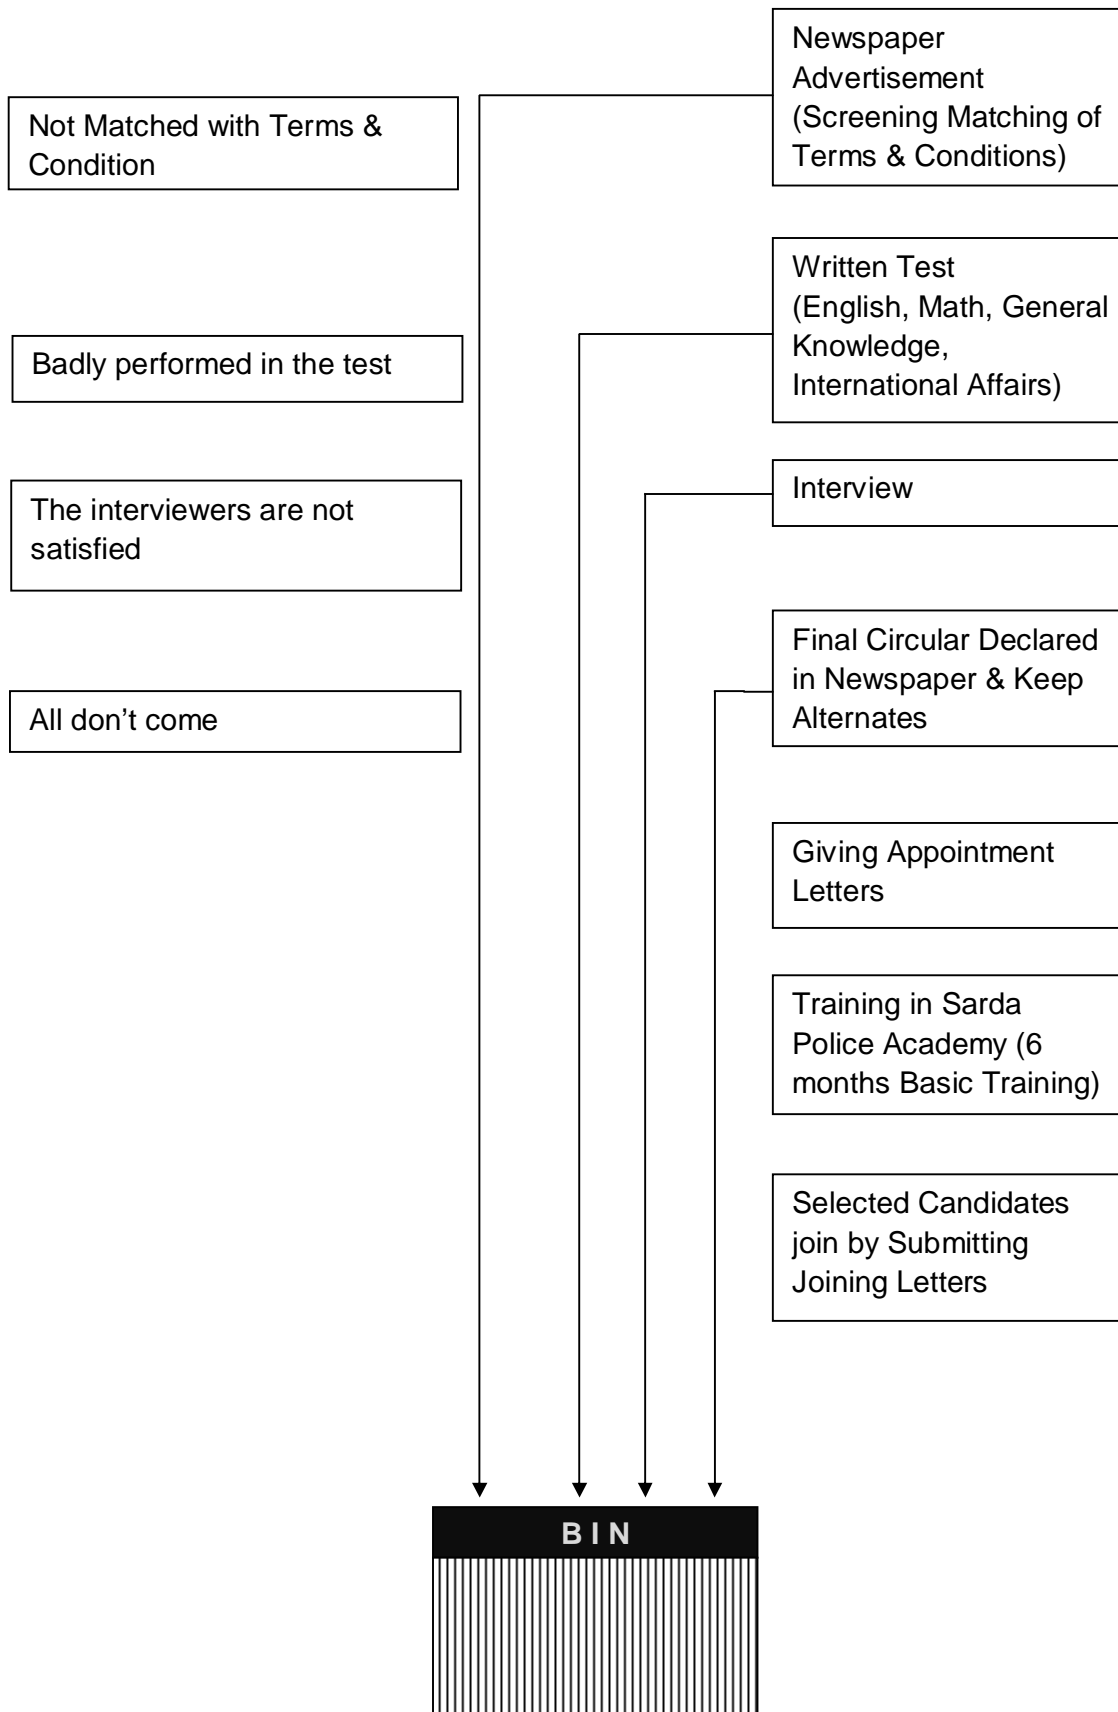 Newspaper
Advertisement
(Screening Matching of
Terms & Conditions)
Not Matched with Terms &
Condition
Written Test
(English, Math, General
Knowledge,
International Affairs)
Badly performed in the test
Interview
The interviewers are not
satisfied
Final Circular Declared
in Newspaper & Keep
Alternates
All don’t come
Giving Appointment
Letters
Training in Sarda
Police Academy (6
months Basic Training)
Selected Candidates
join by Submitting
Joining Letters
BIN